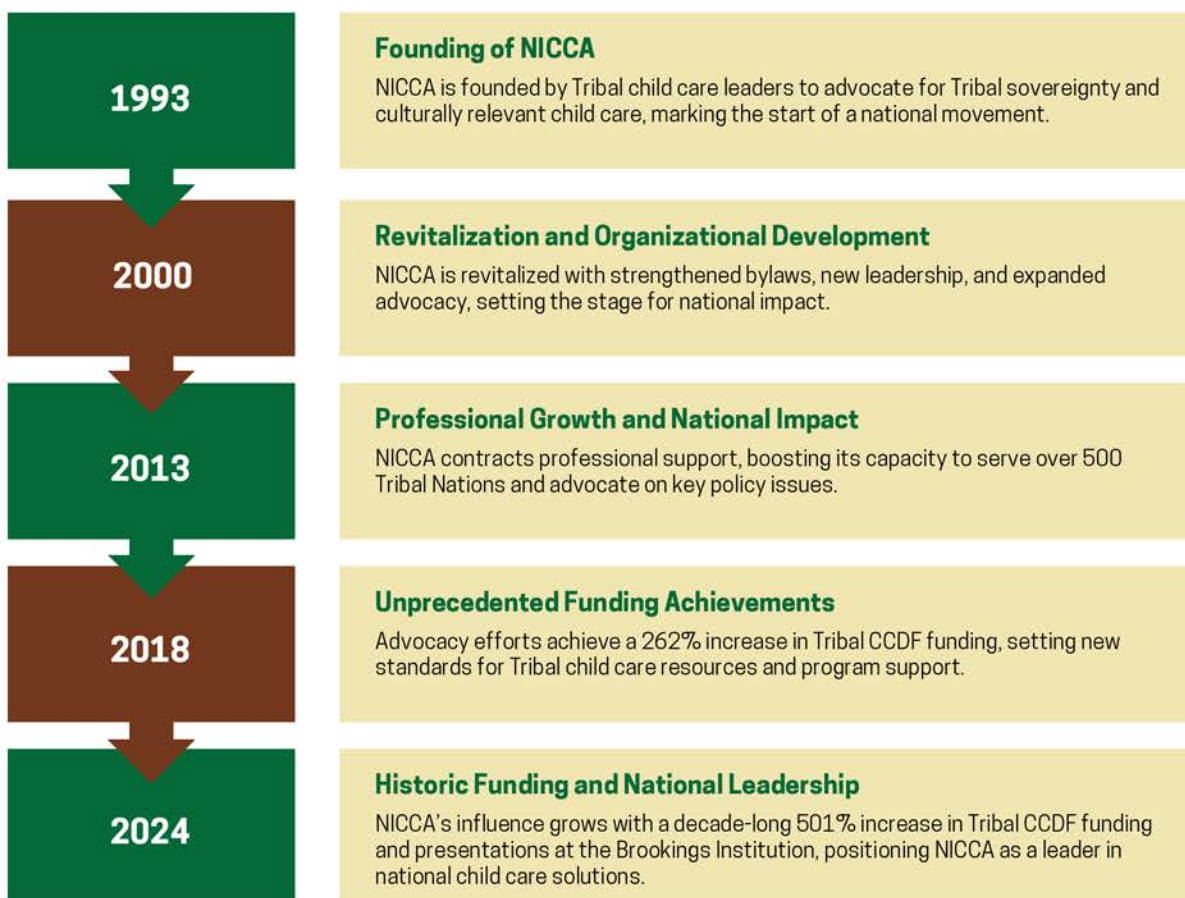 1993
Founding of NICCA
NICCA is founded by Tribal child care leaders to advocate for Tribal sovereignty and
culturally relevant child care, marking the start of a national movement.
2000
Revitalization and Organizational Development
NICCA is revitalized with strengthened bylaws, new leadership, and expanded
advocacy, setting the stage for national impact.
2013
Professional Growth and National Impact
NICCA contracts professional support, boosting its capacity to serve over 500
Tribal Nations and advocate on key policy issues.
2018
Unprecedented Funding Achievements
Advocacy efforts achieve a 262% increase in Tribal CCDF funding, setting new
standards for Tribal child care resources and program support.
2024
Historic Funding and National Leadership
NICCA's influence grows with a decade-long 501% increase in Tribal CCDF funding
and presentations at the Brookings Institution, positioning NICCA as a leader in
national child care solutions.